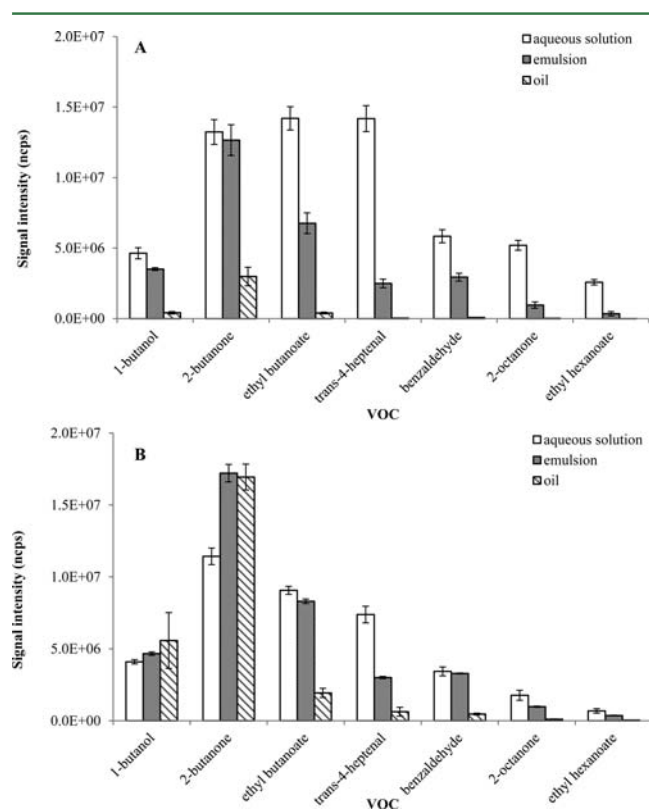 A
aqueous solution
emulsion
oil
Signal intensity (ncps)
2.0E+07
1.5E+07
1.0E+07
5.0E+06
0.0E+00
1-butanol
2-butanone
ethyl butanoate
trans-4-heptenal
benzaldehyde
2-octanone
ethyl hexanoate
VOC
B
aqueous solution
emulsion
oil
Signal intensity (ncps)
2.0E+07
1.5E+07
1.0E+07
5.0E+06
0.0E+00
1-butanol
2-butanone
ethyl butanoate
trans-4-heptenal
benzaldehyde
2-octanone
ethyl hexanoate
VOC